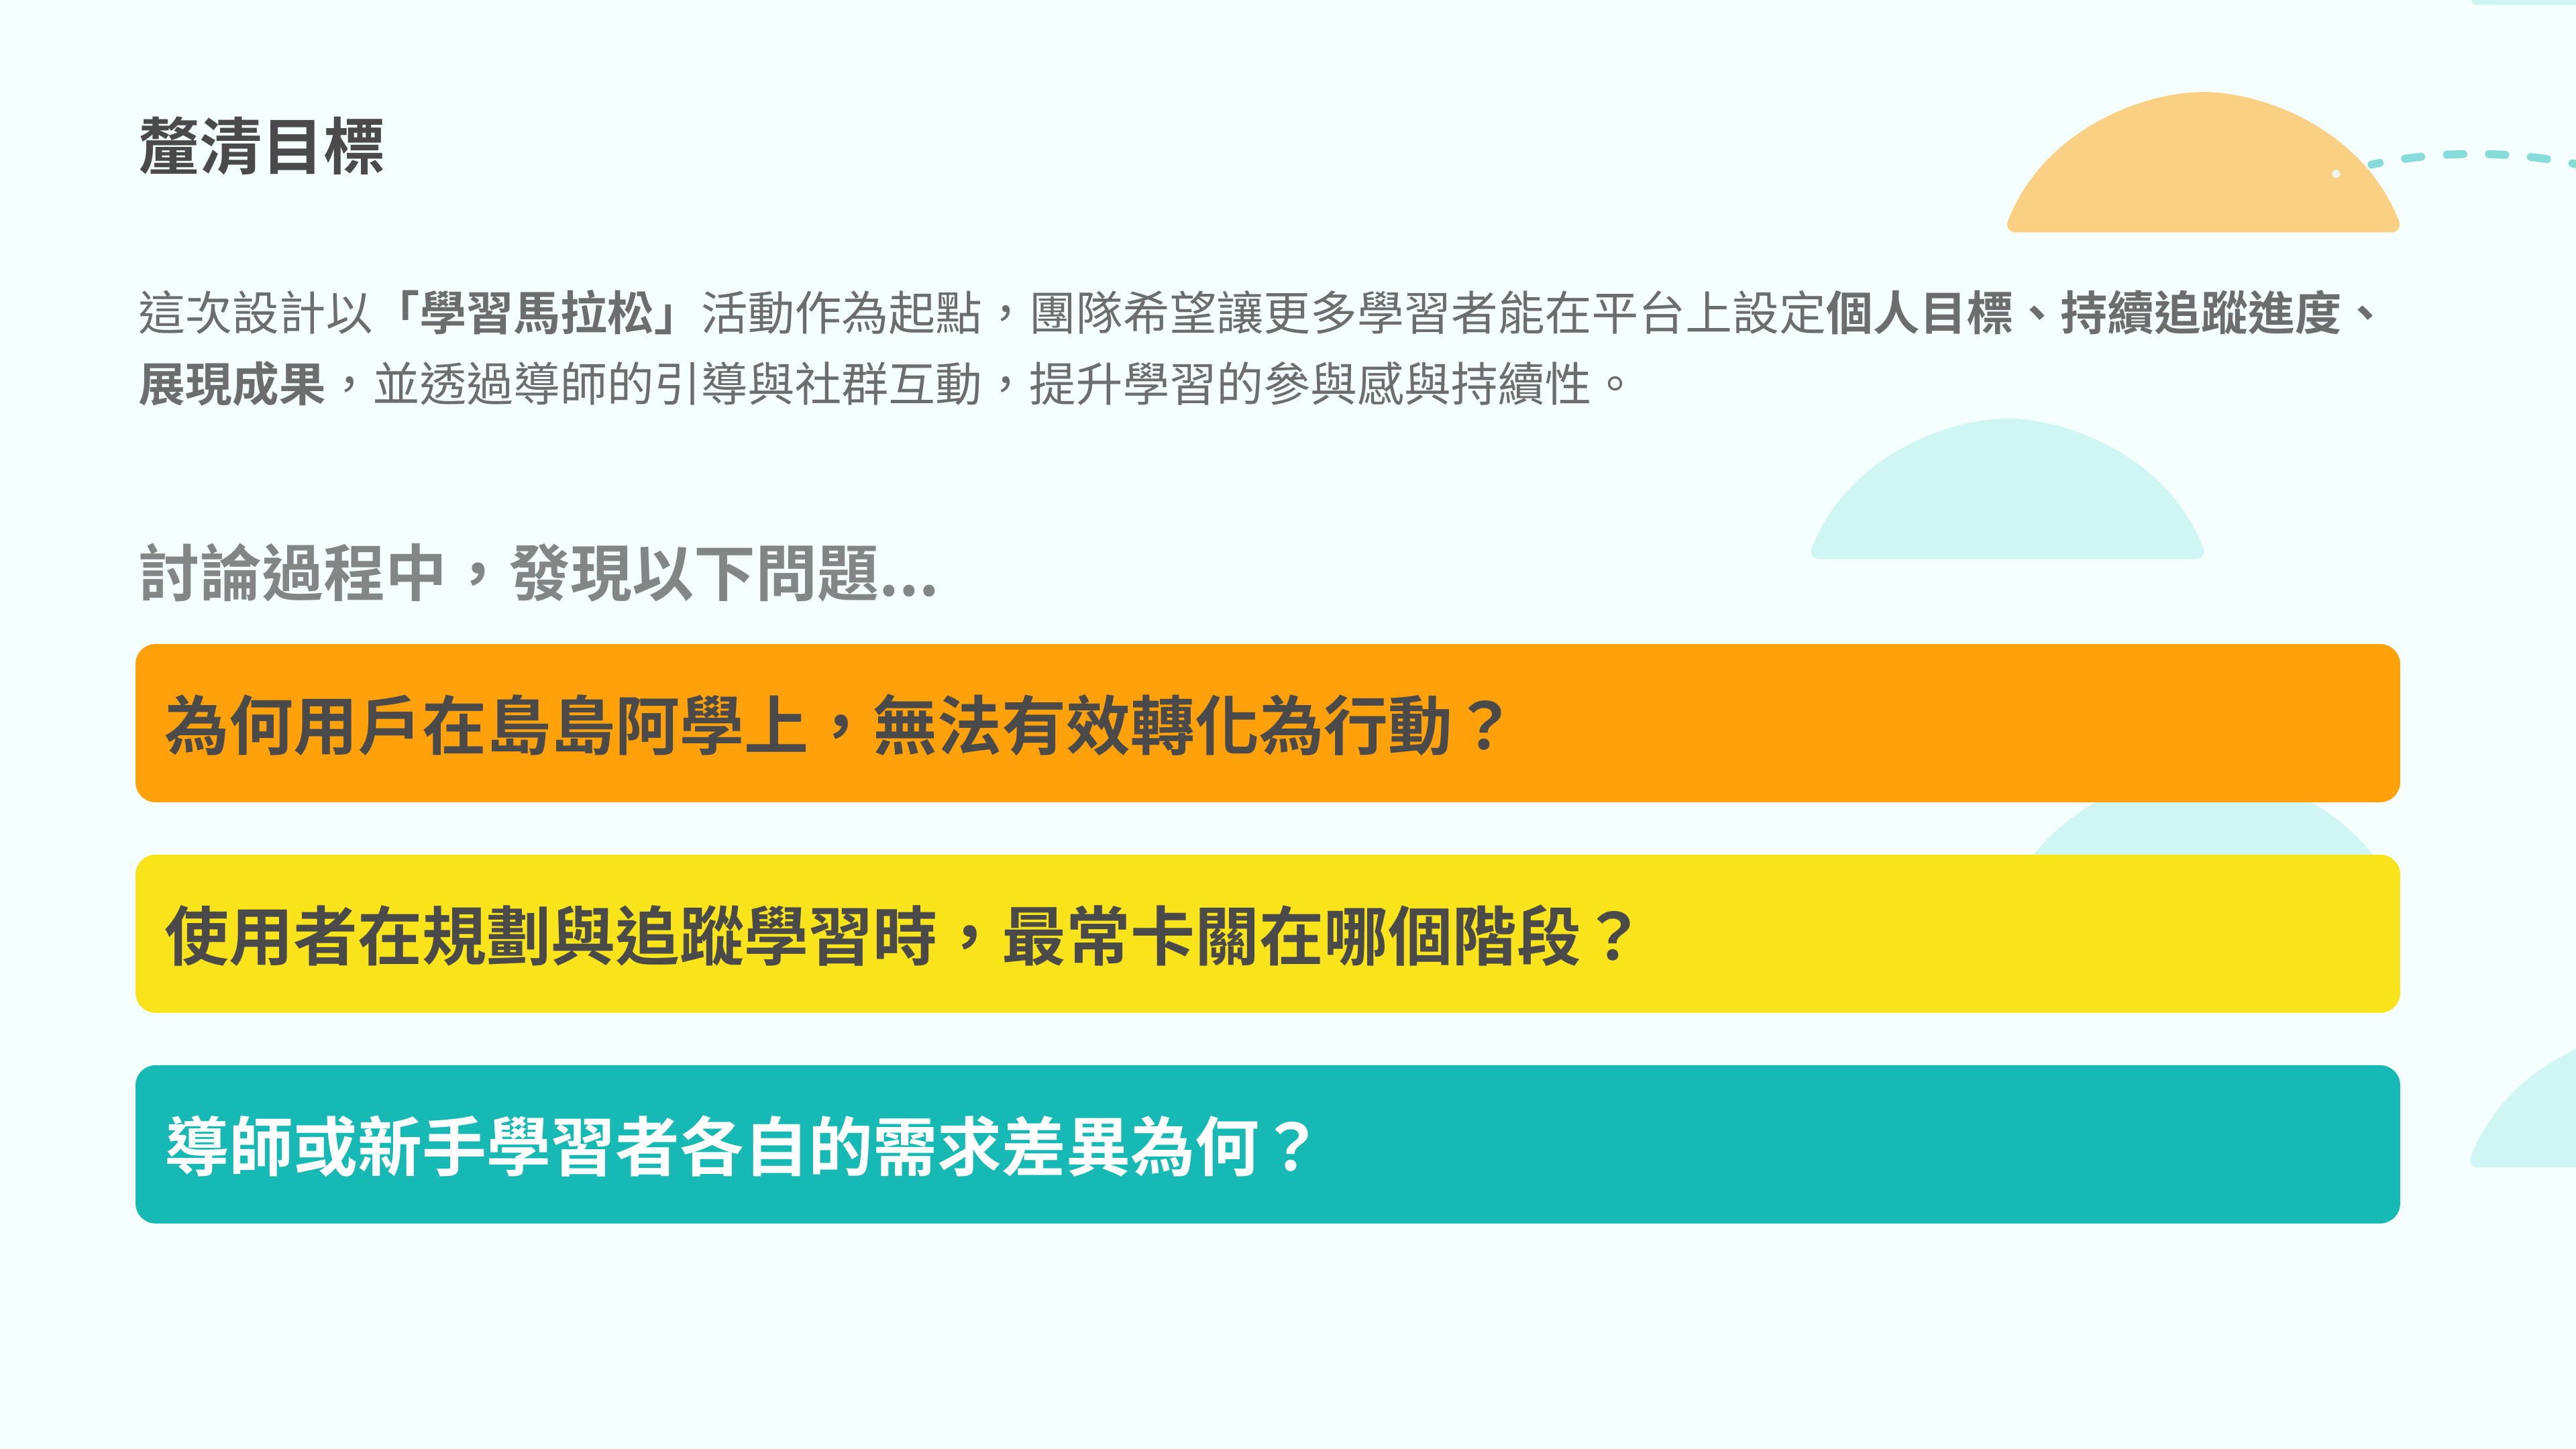 釐清目標
這次設計以「學習馬拉松」活動作為起點，團隊希望讓更多學習者能在平台上設定個人目標、持續追蹤進度、
展現成果，並透過導師的引導與社群互動，提升學習的參與感與持續性。
討論過程中，發現以下問題...
為何用戶在島島阿學上，無法有效轉化為行動？
使用者在規劃與追蹤學習時，最常卡關在哪個階段？
導師或新手學習者各自的需求差異為何？